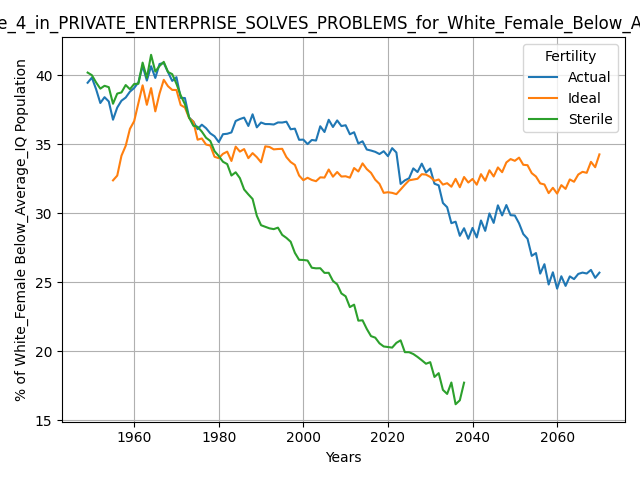 e_4_in_PRIVATE_ENTERPRISE_SOLVES_PROBLEMS_for_White_Female_Below_A
% of White_Female Below_Average_IQ Population
40
35
30
25
20
15
1960
1980
2000
2020
2040
2060
Years
Fertility
Actual
Ideal
Sterile